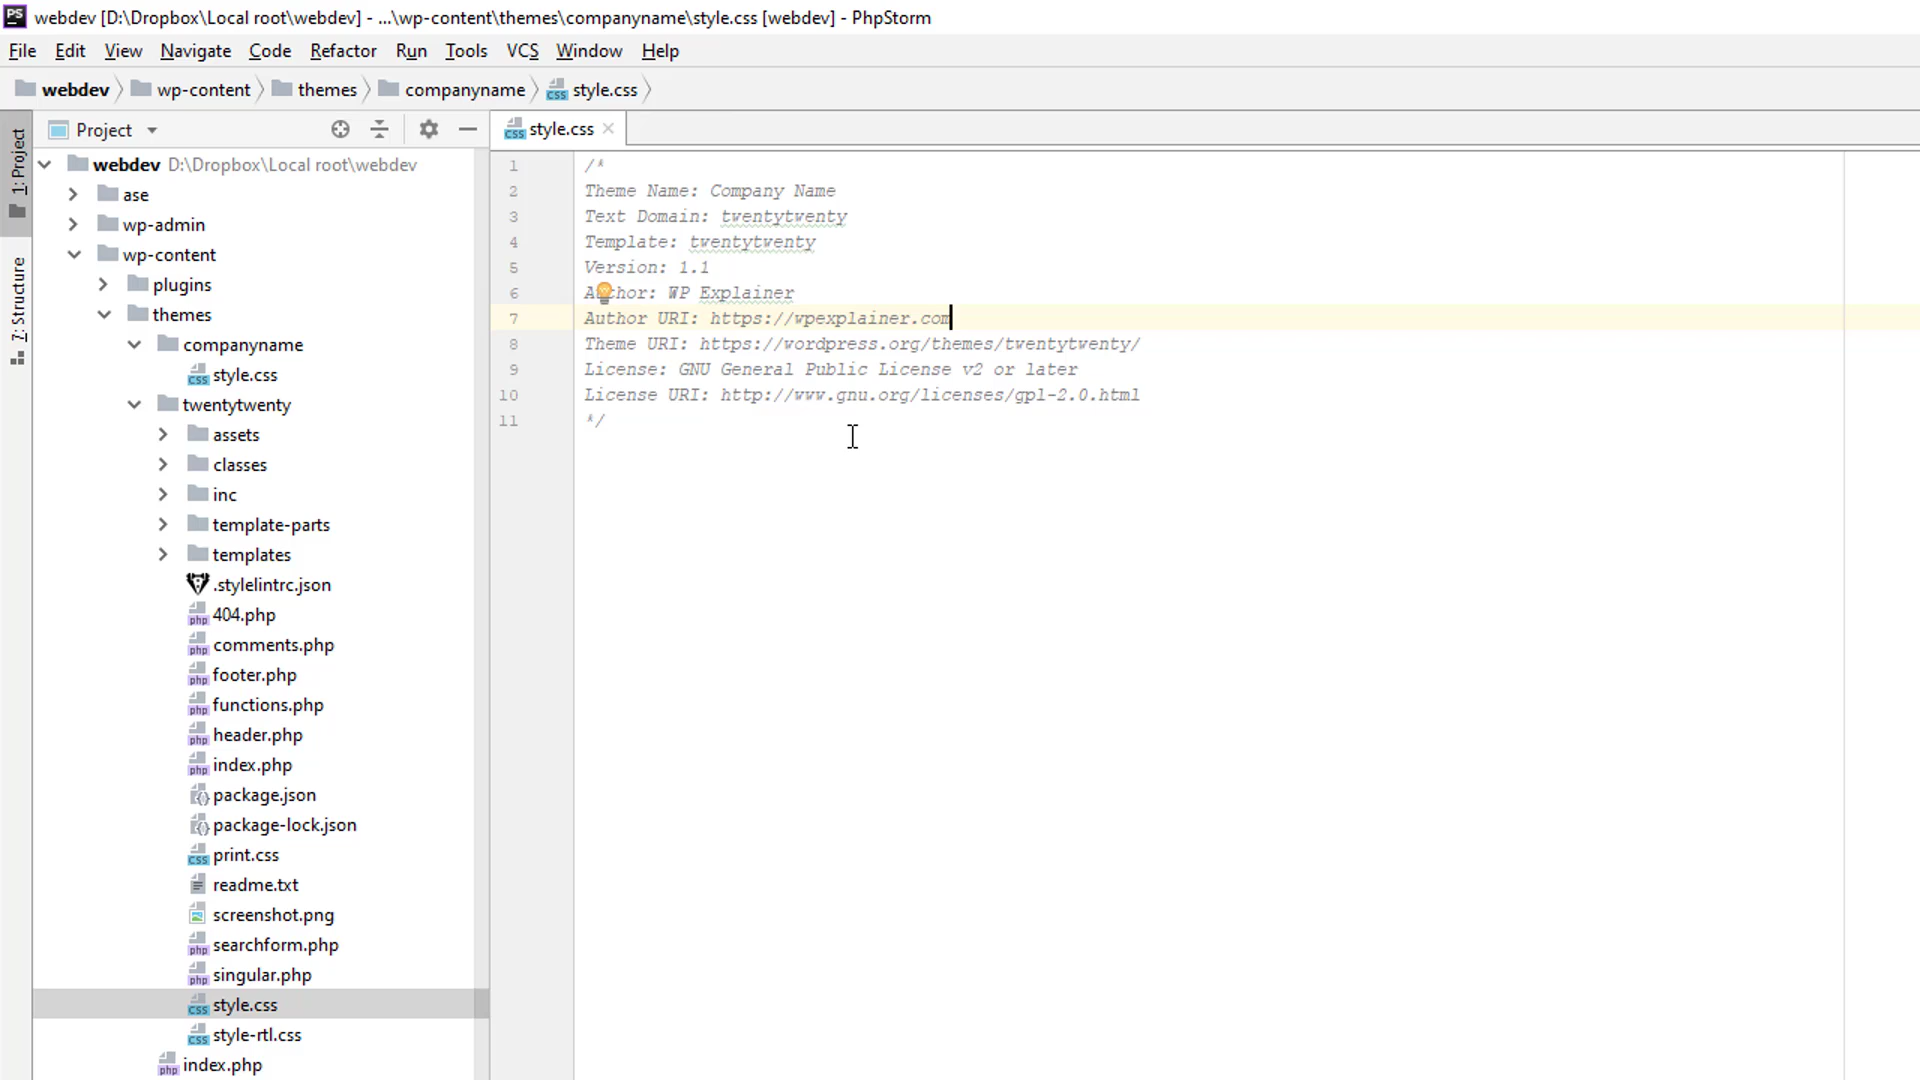 PS webdev [D:\Dropbox\Local root\webdev] - ...\wp-content\themes\companyname\style.css [webdev] - PhpStorm
File Edit View Navigate Code Refactor Run Tools VCS Window Help
webdev wp-content themes companyname style.css
Project
style.css
1: Project
7: Structure
webdev D:\Dropbox\Local root\webdev
ase
wp-admin
wp-content
plugins
themes
companyname
style.css
twentytwenty
assets
classes
inc
template-parts
templates
.stylelintrc.json
404.php
comments.php
footer.php
functions.php
header.php
index.php
package.json
package-lock.json
print.css
readme.txt
screenshot.png
searchform.php
singular.php
style.css
style-rtl.css
index.php
1 /*
2 Theme Name: Company Name
3 Text Domain: twentytwenty
4 Template: twentytwenty
5 Version: 1.1
6 Author: WP Explainer
7 Author URI: https://wpexplainer.com
8 Theme URI: https://wordpress.org/themes/twentytwenty/
9 License: GNU General Public License v2 or later
10 License URI: http://www.gnu.org/licenses/gpl-2.0.html
11 */